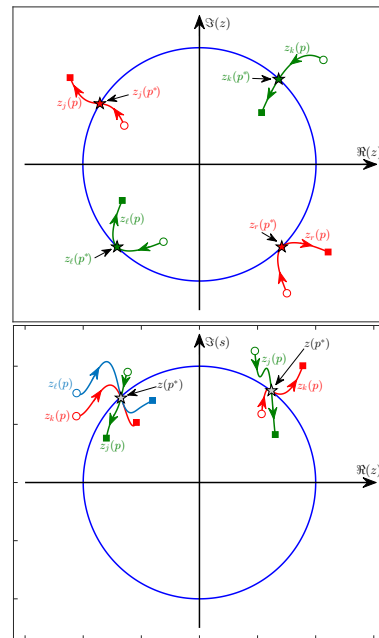 ℑ(z)
z_k(p)
z_k(p*)
z_j(p)
z_j(p*)
ℜ(z)
z_ℓ(p)
z_r(p*)
z_r(p)
z_ℓ(p*)
ℑ(s)
z(p*)
z_j(p)
z(p*)
z_ℓ(p)
z_k(p)
z_k(p)
z_j(p)
ℜ(z)